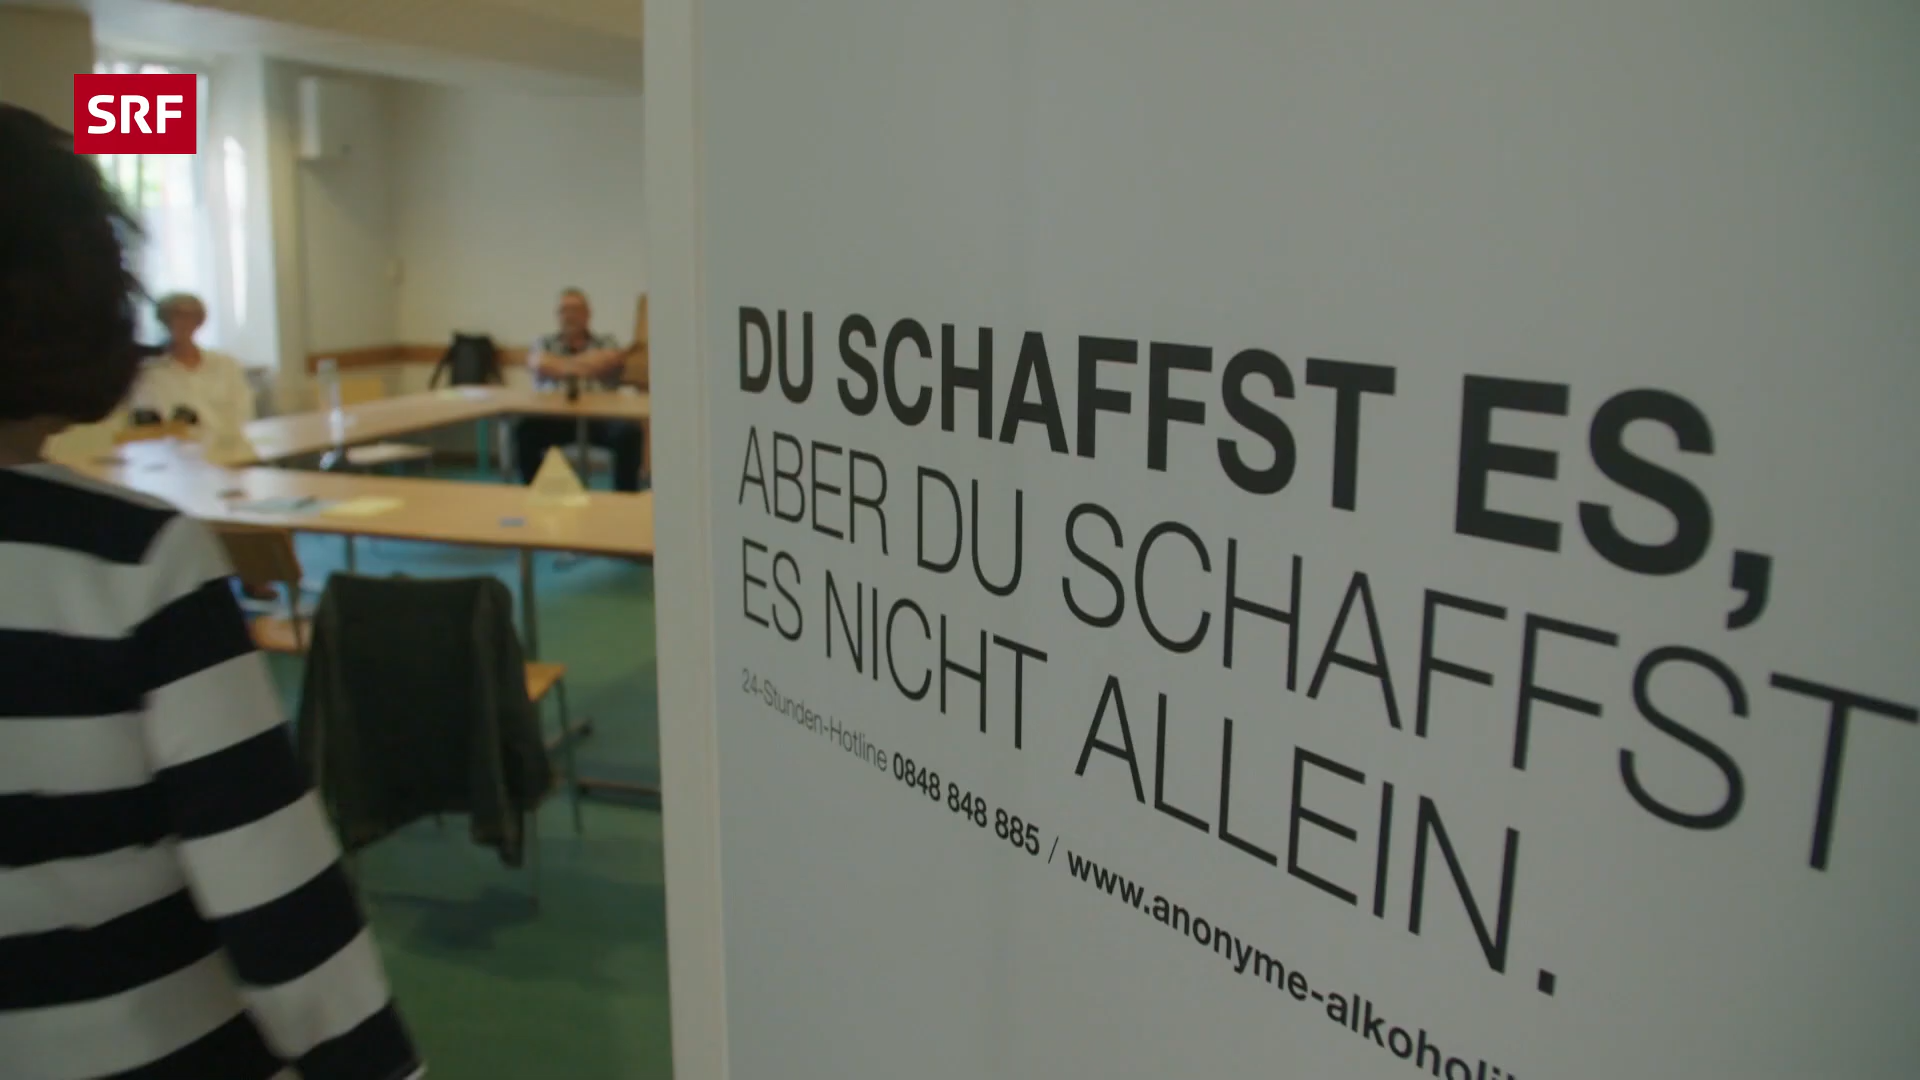 SRF
DU SCHAFFST ES,
ABER DU SCHAFFST
ES NICHT ALLEIN.
24-Stunden-Hotline 0848 848 885 / www.anonyme-alkoholi